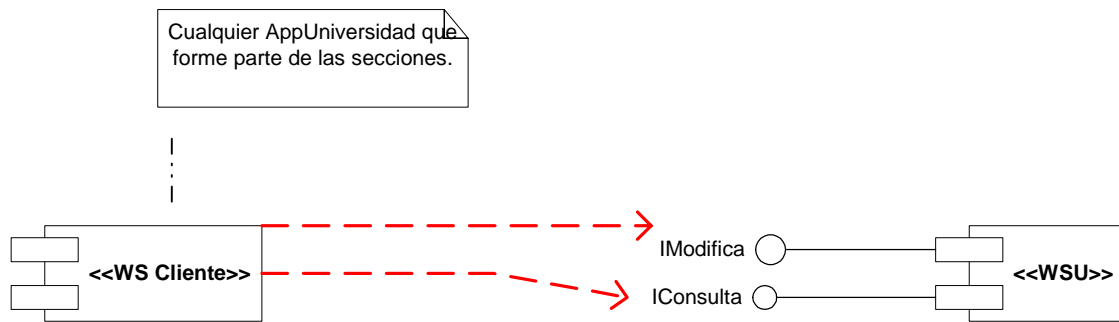 Cualquier AppUniversidad que
forme parte de las secciones.
IModifica
<<WS Cliente>>
<<WSU>>
IConsulta